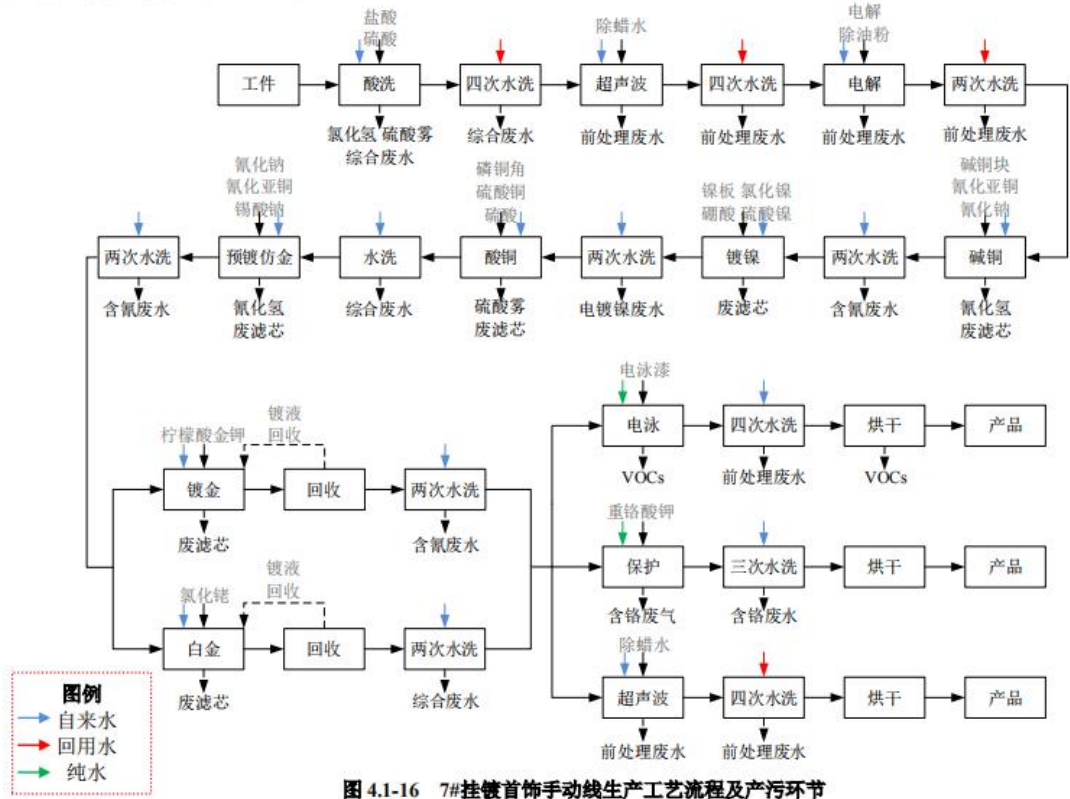 盐酸
硫酸
除蜡水
电解
除油粉
工件
酸洗
四次水洗
超声波
四次水洗
电解
两次水洗
氯化氢 硫酸雾
综合废水
综合废水
前处理废水
前处理废水
前处理废水
前处理废水
氰化钠
氰化亚铜
锡酸钠
磷铜角
硫酸铜
硫酸
镍板 氯化镍
硼酸 硫酸镍
碱铜块
氰化亚铜
氰化钠
两次水洗
预镀仿金
水洗
酸铜
两次水洗
镀镍
两次水洗
碱铜
含氰废水
氰化氢
废滤芯
综合废水
硫酸雾
废滤芯
电镀镍废水
废滤芯
含氰废水
氰化氢
废滤芯
电泳漆
电泳
四次水洗
烘干
产品
VOCs
前处理废水
VOCs
柠檬酸金钾
镀液
回收
镀金
回收
两次水洗
废滤芯
含氰废水
重铬酸钾
保护
三次水洗
烘干
产品
含铬废气
含铬废水
氯化铑
镀液
回收
白金
回收
两次水洗
废滤芯
综合废水
除蜡水
超声波
四次水洗
烘干
产品
前处理废水
前处理废水
图例
自来水
回用水
纯水
图 4.1-16 7#挂镀首饰手动线生产工艺流程及产污环节